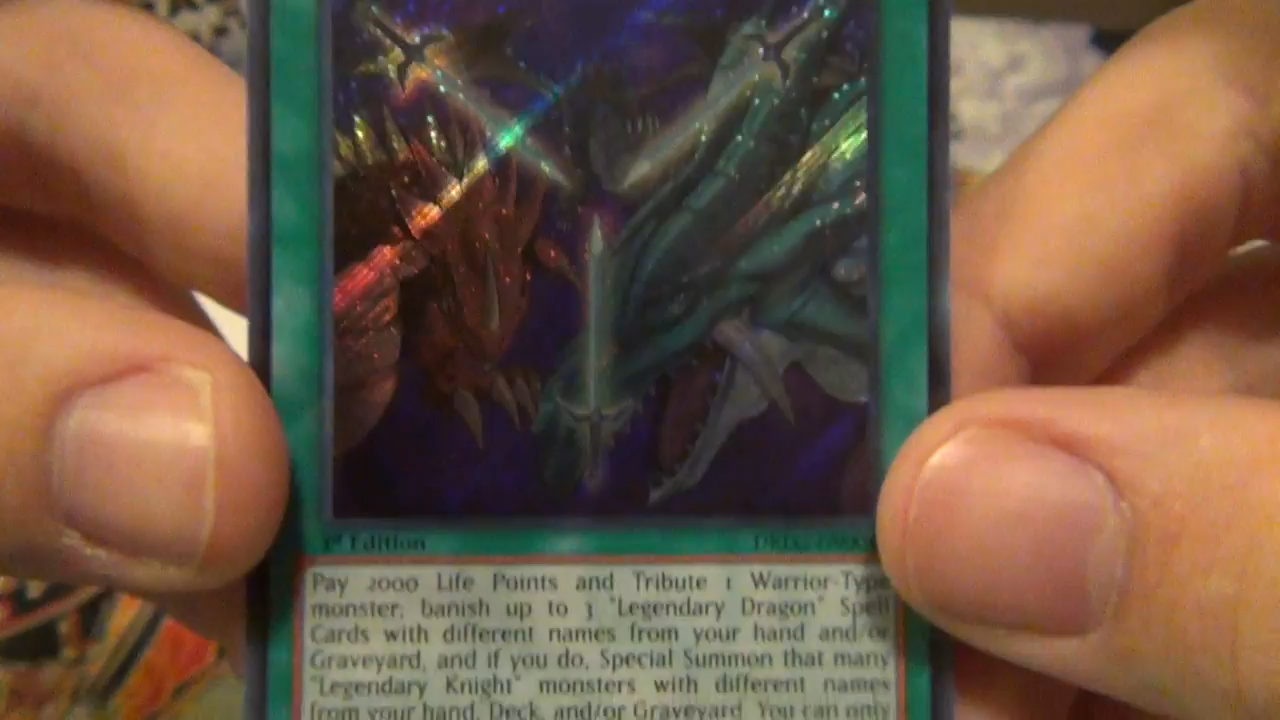 1st Edition
Pay 2000 Life Points and Tribute 1 Warrior-Type
monster; banish up to 3 "Legendary Dragon" Spell
Cards with different names from your hand and/or
Graveyard, and if you do, Special Summon that many
"Legendary Knight" monsters with different names
from your hand, Deck, and/or Graveyard. You can only